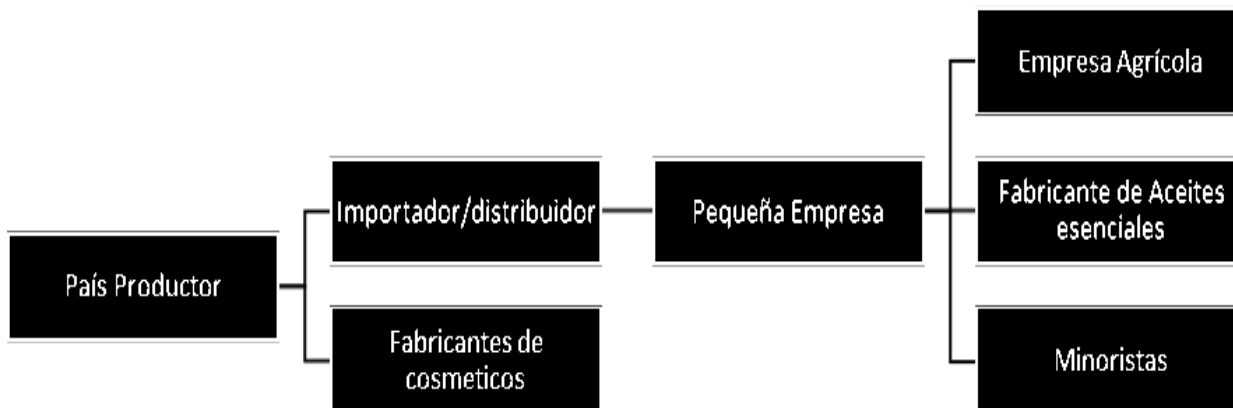 País Productor
Importador/distribuidor
Fabricantes de
cosmeticos
Pequeña Empresa
Empresa Agrícola
Fabricante de Aceites
esenciales
Minoristas